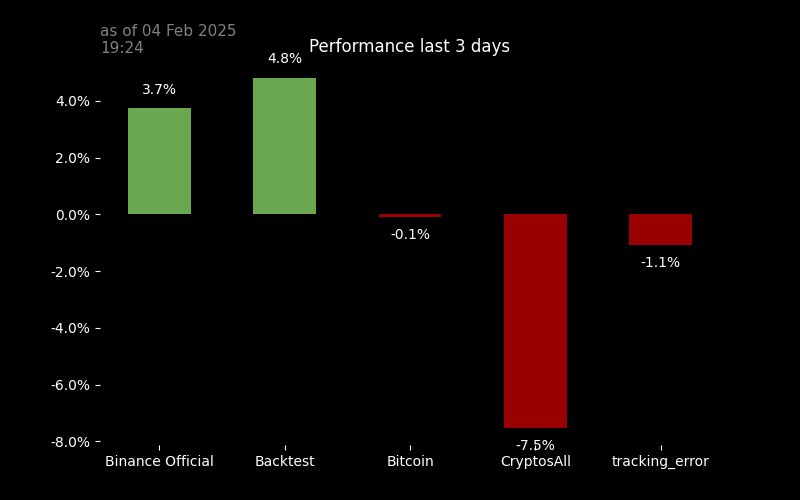 as of 04 Feb 2025
19:24
Performance last 3 days
4.8%
3.7%
4.0%
2.0%
0.0%
-0.1%
-1.1%
-2.0%
-4.0%
-6.0%
-8.0%
-7.5%
Binance Official
Backtest
Bitcoin
CryptosAll
tracking_error